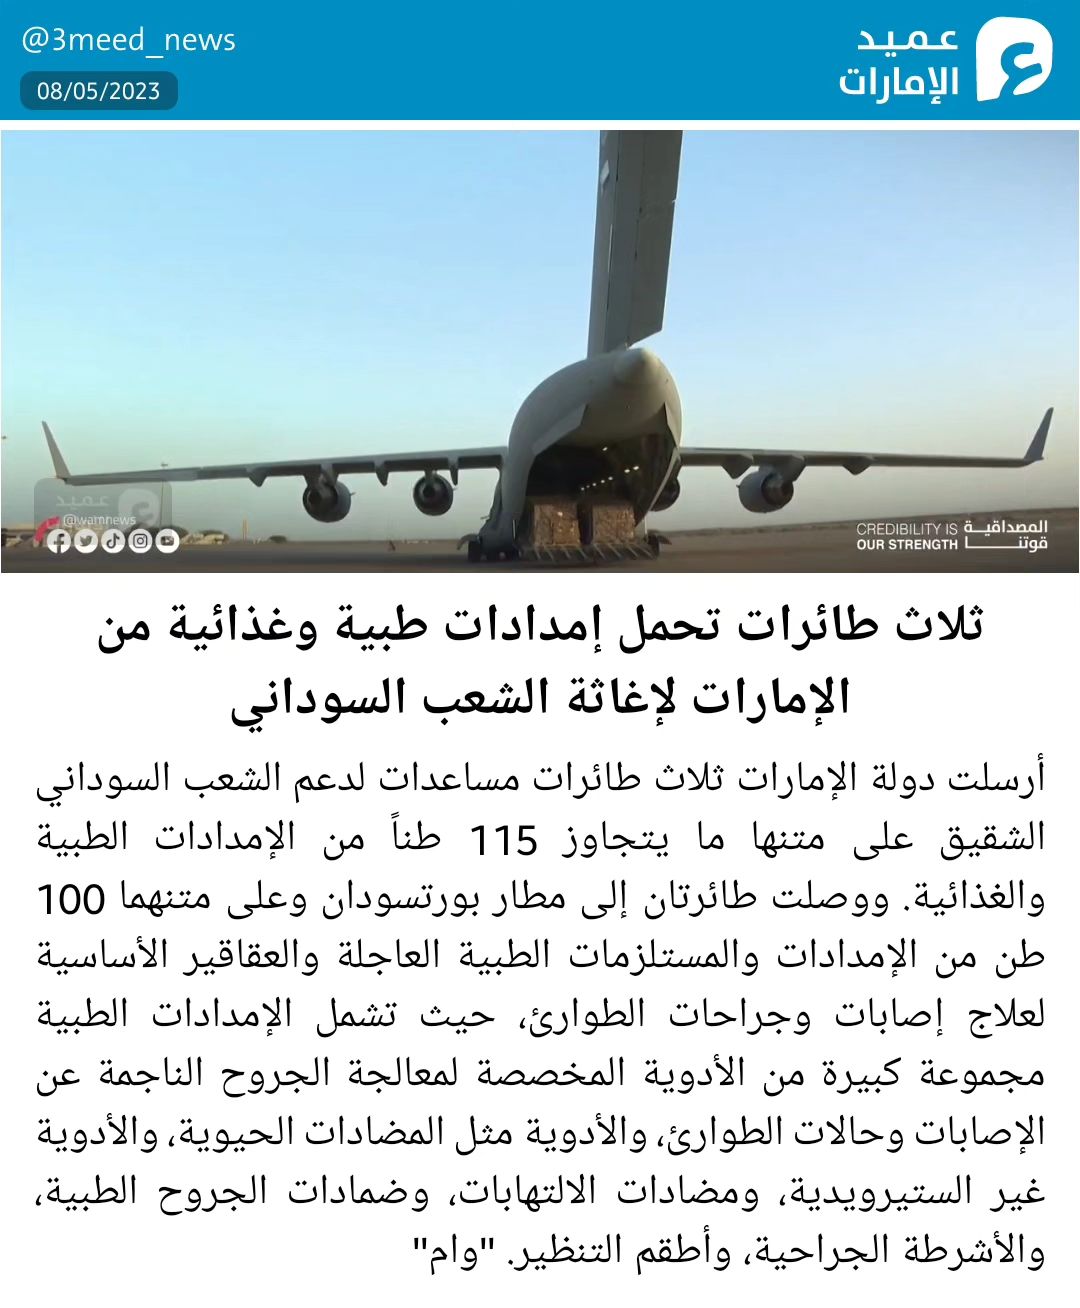 @3meed_news
08/05/2023
عميد
الإمارات
عميد
@wamnews
CREDIBILITY IS
OUR STRENGTH
المصداقية
قوتنا
ثلاث طائرات تحمل إمدادات طبية وغذائية من
الإمارات لإغاثة الشعب السوداني
أرسلت دولة الإمارات ثلاث طائرات مساعدات لدعم الشعب السوداني
الشقيق على متنها ما يتجاوز 115 طناً من الإمدادات الطبية
والغذائية. ووصلت طائرتان إلى مطار بورتسودان وعلى متنهما 100
طن من الإمدادات والمستلزمات الطبية العاجلة والعقاقير الأساسية
لعلاج إصابات وجراحات الطوارئ، حيث تشمل الإمدادات الطبية
مجموعة كبيرة من الأدوية المخصصة لمعالجة الجروح الناجمة عن
الإصابات وحالات الطوارئ، والأدوية مثل المضادات الحيوية، والأدوية
غير الستيرويدية، ومضادات الالتهابات، وضمادات الجروح الطبية،
والأشرطة الجراحية، وأطقم التنظير. "وام"